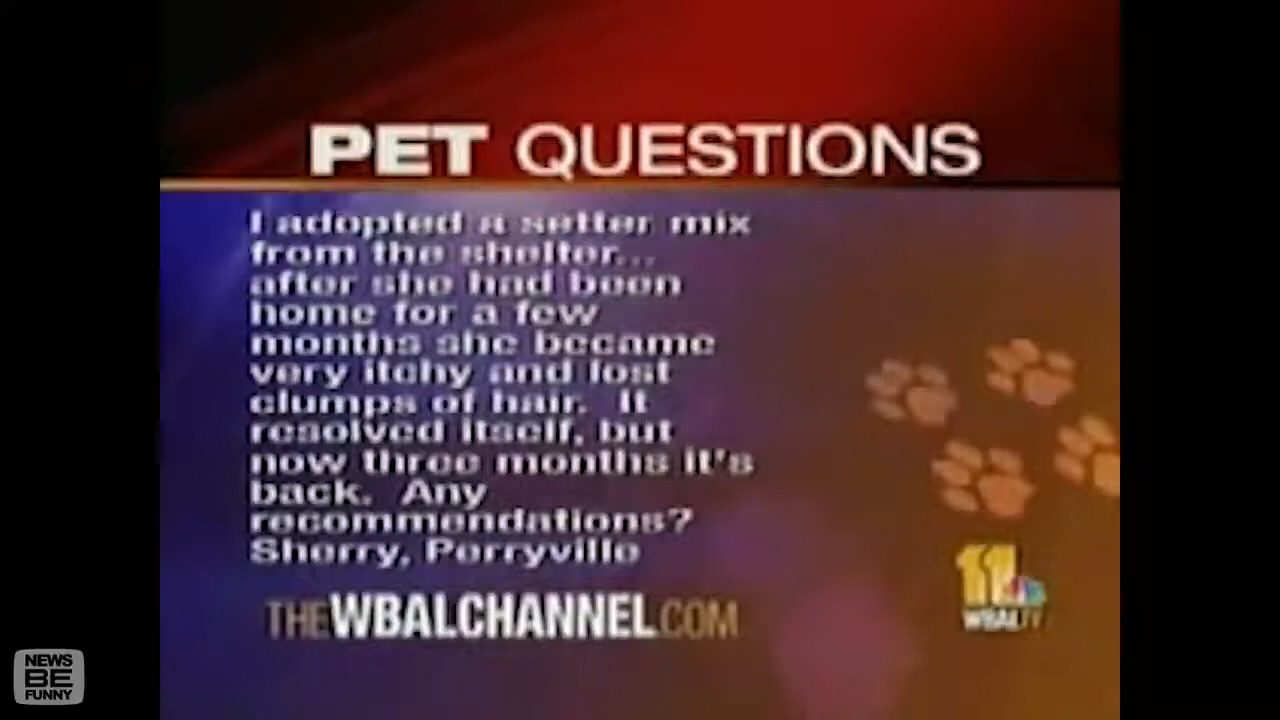 PET QUESTIONS
I adopted a setter mix
from the shelter...
after she had been
home for a few
months she became
very itchy and lost
clumps of hair. It
resolved itself, but
now three months it's
back. Any
recommendations?
Sherry, Perryville
THEWBALCHANNEL.COM
11
WBALTV
NEWS
BE
FUNNY